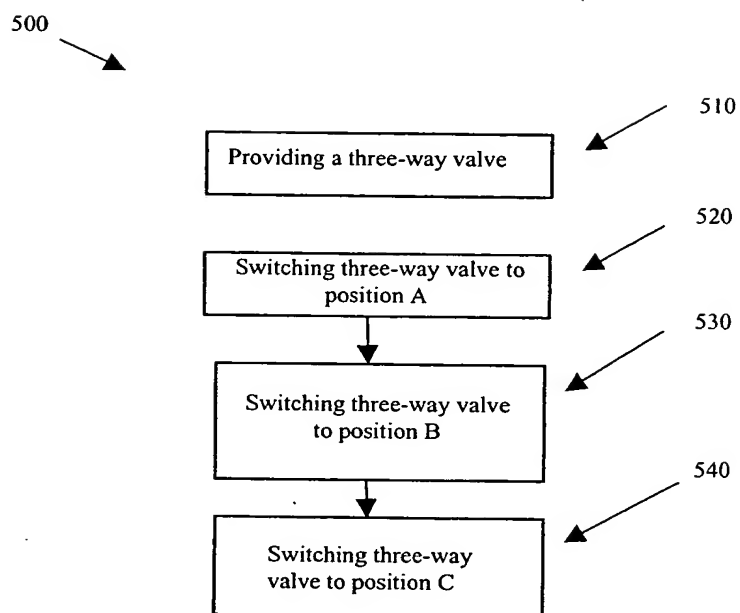 500
510
Providing a three-way valve
520
Switching three-way valve to
position A
530
Switching three-way valve
to position B
540
Switching three-way
valve to position C